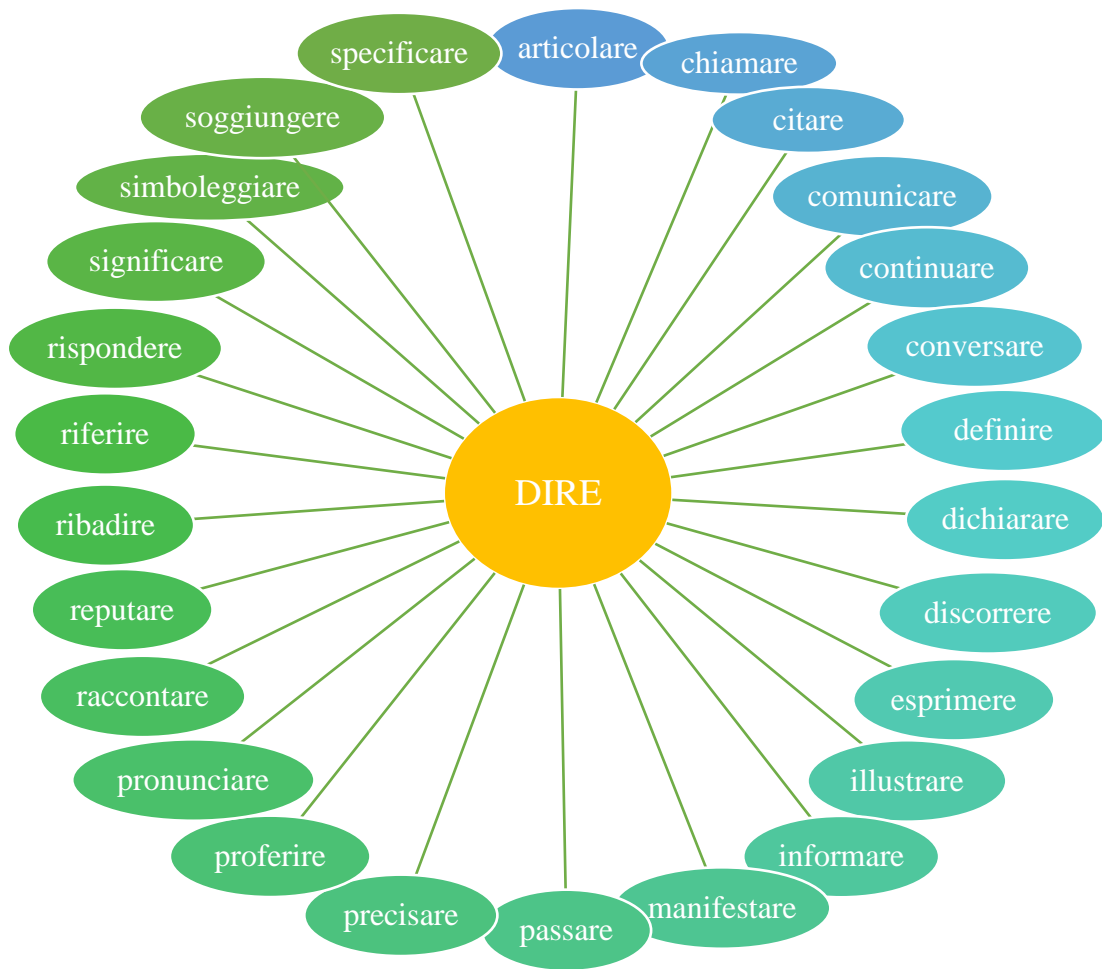 DIRE
articolare
chiamare
citare
comunicare
continuare
conversare
definire
dichiarare
discorrere
esprimere
illustrare
informare
manifestare
passare
precisare
proferire
pronunciare
raccontare
reputare
ribadire
riferire
rispondere
significare
simboleggiare
soggiungere
specificare